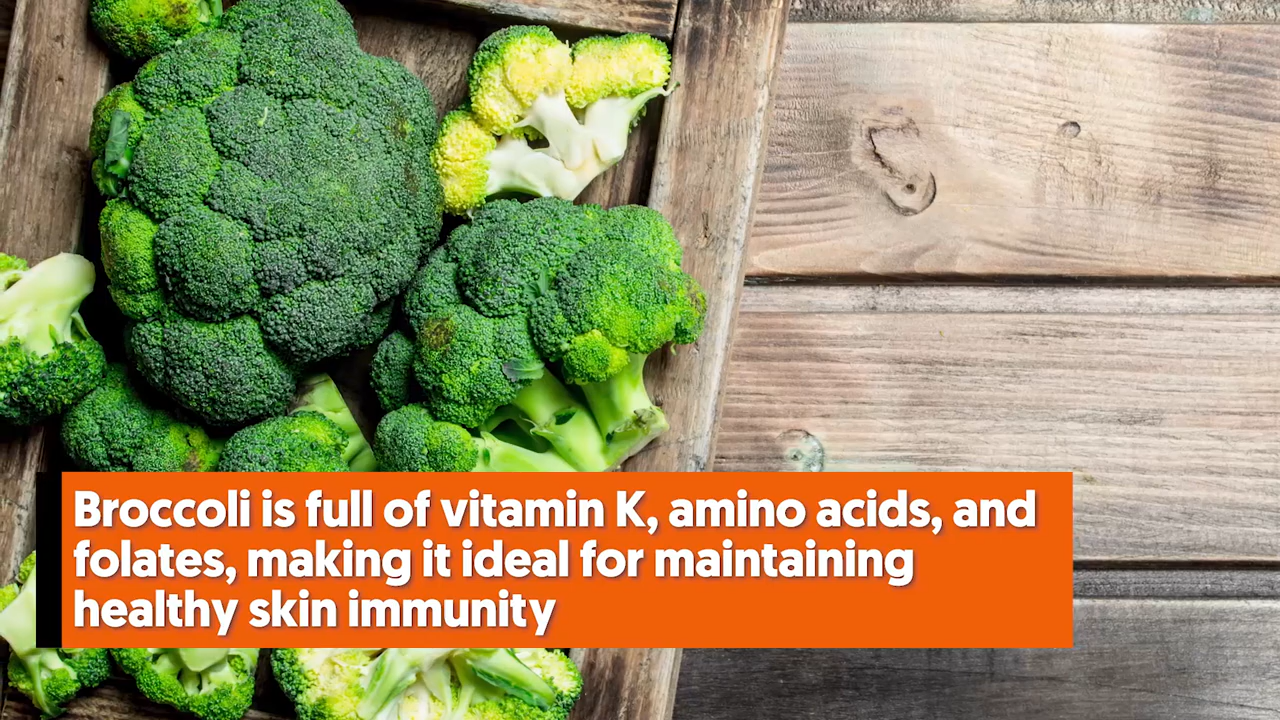 Broccoli is full of vitamin K, amino acids, and
folates, making it ideal for maintaining
healthy skin immunity